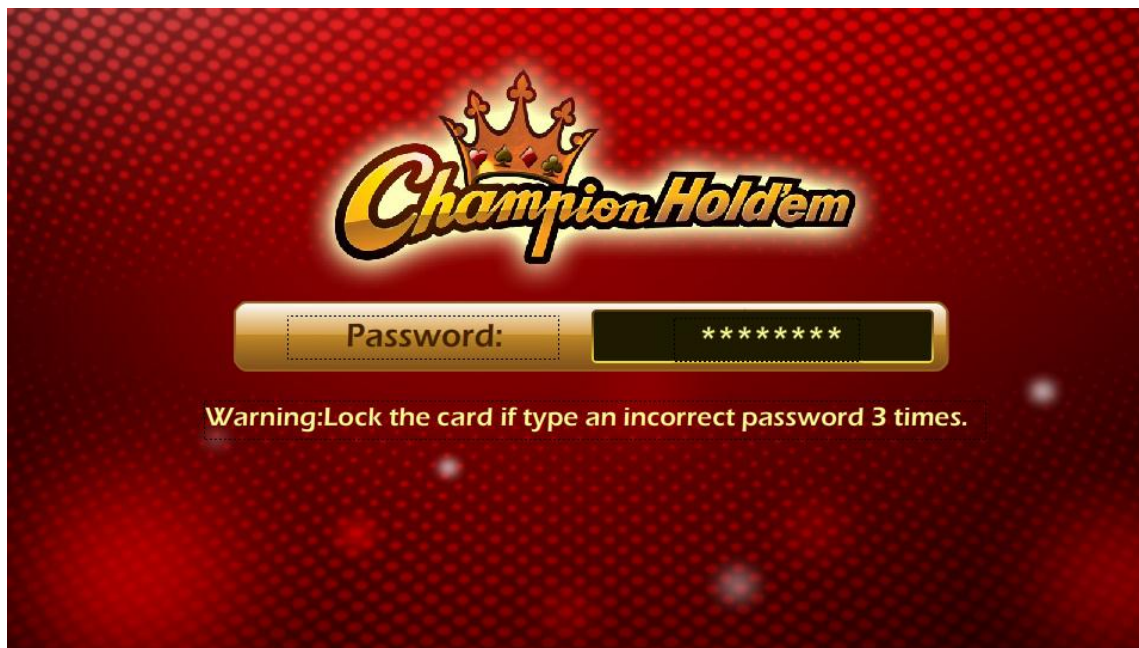 Champion Hold'em
Password: ********
Warning:Lock the card if type an incorrect password 3 times.